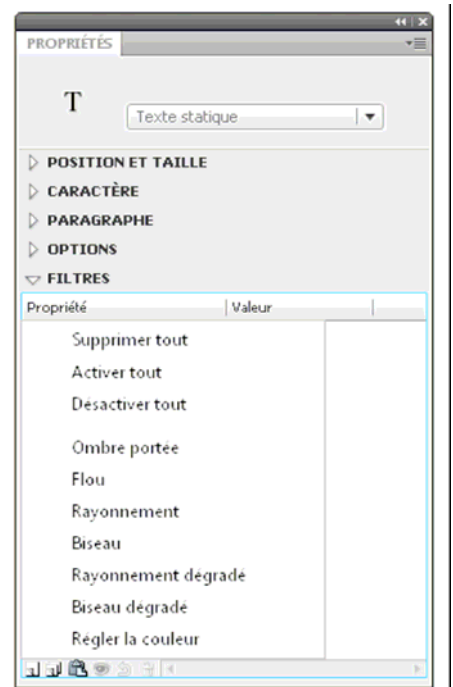 PROPRIÉTÉS
T
Texte statique
POSITION ET TAILLE
CARACTÈRE
PARAGRAPHE
OPTIONS
FILTRES
Propriété Valeur
Supprimer tout
Activer tout
Désactiver tout
Ombre portée
Flou
Rayonnement
Biseau
Rayonnement dégradé
Biseau dégradé
Régler la couleur